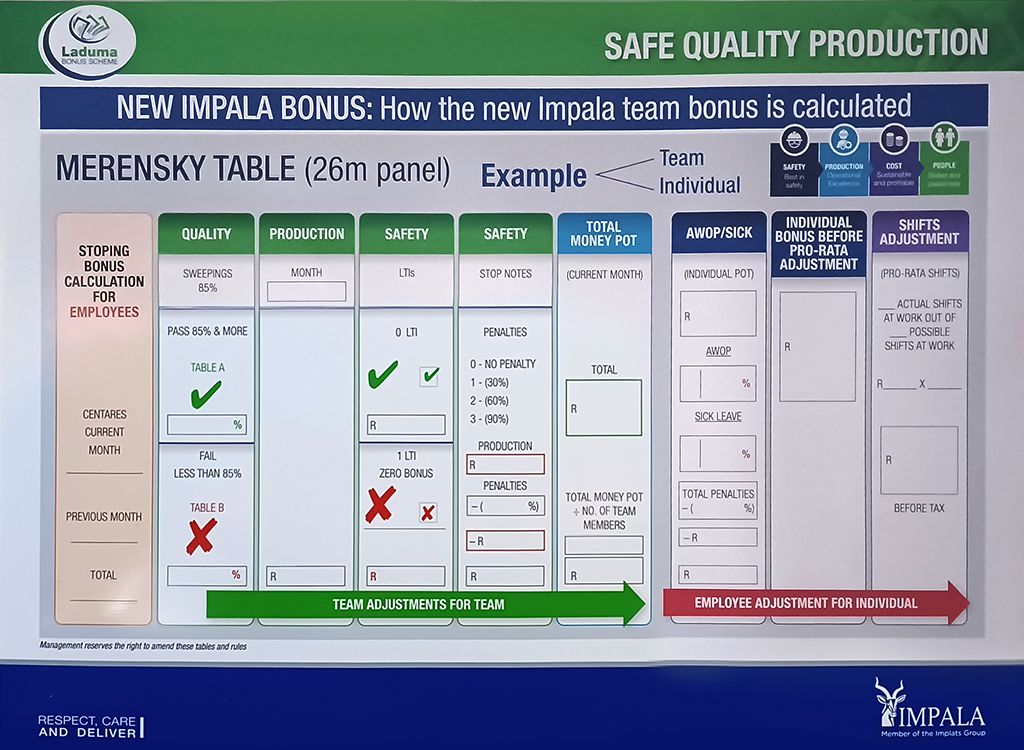 Laduma
BONUS SCHEME
SAFE QUALITY PRODUCTION
NEW IMPALA BONUS: How the new Impala team bonus is calculated
MERENSKY TABLE (26m panel)
Example
Team
Individual
SAFETY
Best in
safety
PRODUCTION
Operational
Excellence
COST
Sustainable
and profitable
PEOPLE
Skilled and
passionate
STOPING
BONUS
CALCULATION
FOR
EMPLOYEES
CENTARES
CURRENT
MONTH
PREVIOUS MONTH
TOTAL
QUALITY
SWEEPINGS
85%
PASS 85% & MORE
TABLE A
%
FAIL
LESS THAN 85%
TABLE B
%
PRODUCTION
MONTH
R
SAFETY
LTIs
0 LTI
R
1 LTI
ZERO BONUS
R
SAFETY
STOP NOTES
PENALTIES
0 - NO PENALTY
1 - (30%)
2 - (60%)
3 - (90%)
PRODUCTION
R
PENALTIES
– ( %)
– R
R
TOTAL
MONEY POT
(CURRENT MONTH)
TOTAL
R
TOTAL MONEY POT
÷ NO. OF TEAM
MEMBERS
R
AWOP/SICK
(INDIVIDUAL POT)
R
AWOP
%
SICK LEAVE
%
TOTAL PENALTIES
– ( %)
– R
R
INDIVIDUAL
BONUS BEFORE
PRO-RATA
ADJUSTMENT
R
SHIFTS
ADJUSTMENT
(PRO-RATA SHIFTS)
___ ACTUAL SHIFTS
AT WORK OUT OF
___ POSSIBLE
SHIFTS AT WORK
R_____ X _____
R
BEFORE TAX
TEAM ADJUSTMENTS FOR TEAM
EMPLOYEE ADJUSTMENT FOR INDIVIDUAL
Management reserves the right to amend these tables and rules
RESPECT, CARE
AND DELIVER
IMPALA
Member of the Implats Group